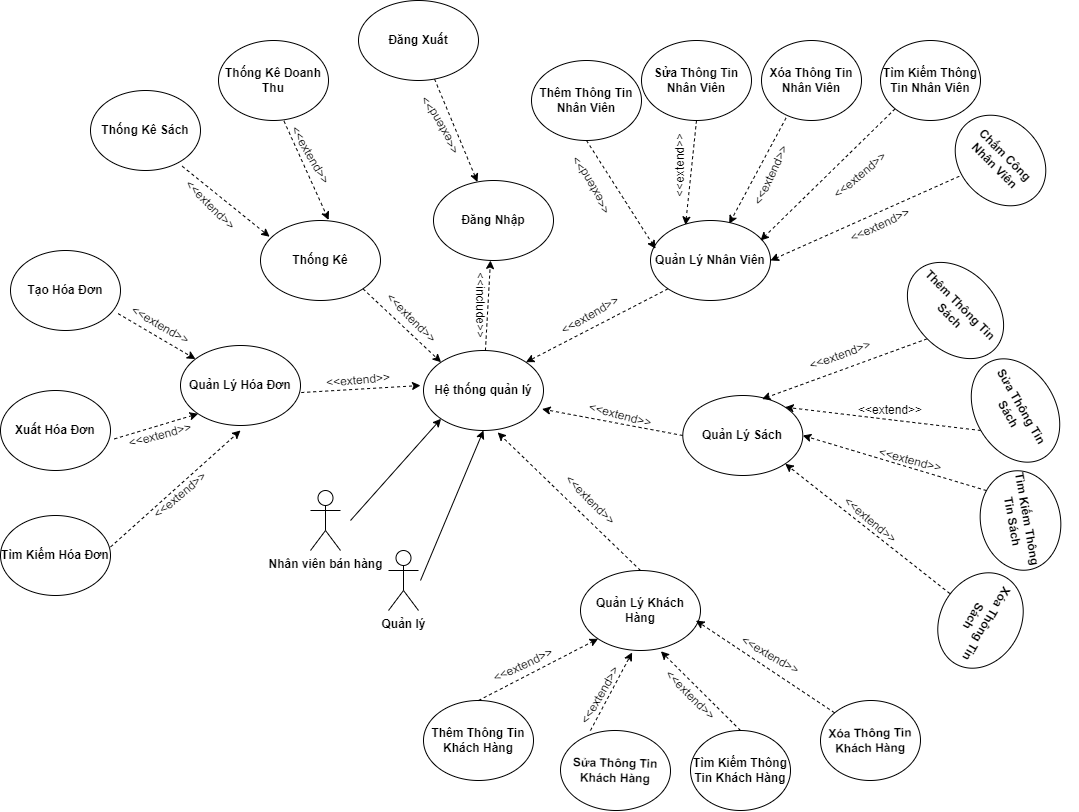 Đăng Xuất
Thống Kê Doanh
Thu
Thống Kê Sách
Thêm Thông Tin
Nhân Viên
Sửa Thông Tin
Nhân Viên
Xóa Thông Tin
Nhân Viên
Tìm Kiếm Thông
Tin Nhân Viên
Chấm Công
Nhân Viên
<<extend>>
<<extend>>
<<extend>>
<<extend>>
<<extend>>
<<extend>>
<<extend>>
<<extend>>
Đăng Nhập
Thống Kê
Quản Lý Nhân Viên
Tạo Hóa Đơn
<<extend>>
<<extend>>
<<include>>
<<extend>>
Thêm Thông Tin
Sách
<<extend>>
Quản Lý Hóa Đơn
<<extend>>
Hệ thống quản lý
<<extend>>
<<extend>>
Sửa Thông Tin
Sách
Xuất Hóa Đơn
<<extend>>
Quản Lý Sách
<<extend>>
Tìm Kiếm Thông
Tin Sách
<<extend>>
<<extend>>
<<extend>>
Tìm Kiếm Hóa Đơn
Nhân viên bán hàng
Quản lý
Quản Lý Khách
Hàng
Xóa Thông Tin
Sách
<<extend>>
<<extend>>
<<extend>>
<<extend>>
Thêm Thông Tin
Khách Hàng
Sửa Thông Tin
Khách Hàng
Tìm Kiếm Thông
Tin Khách Hàng
Xóa Thông Tin
Khách Hàng